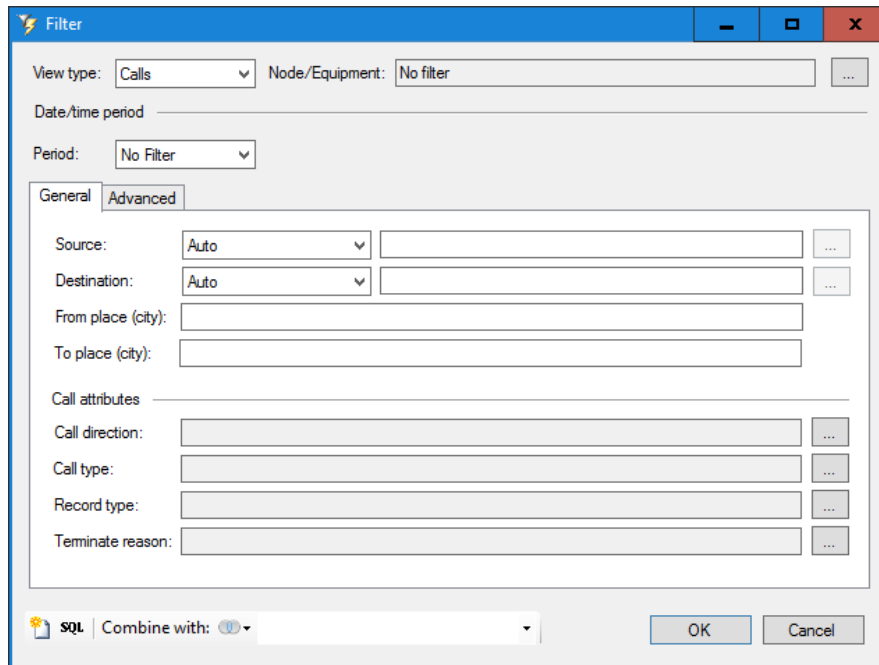 Filter
View type: Calls Node/Equipment: No filter ...
Date/time period
Period: No Filter
General Advanced
Source: Auto ...
Destination: Auto ...
From place (city):
To place (city):
Call attributes
Call direction: ...
Call type: ...
Record type: ...
Terminate reason: ...
SQL Combine with: OK Cancel